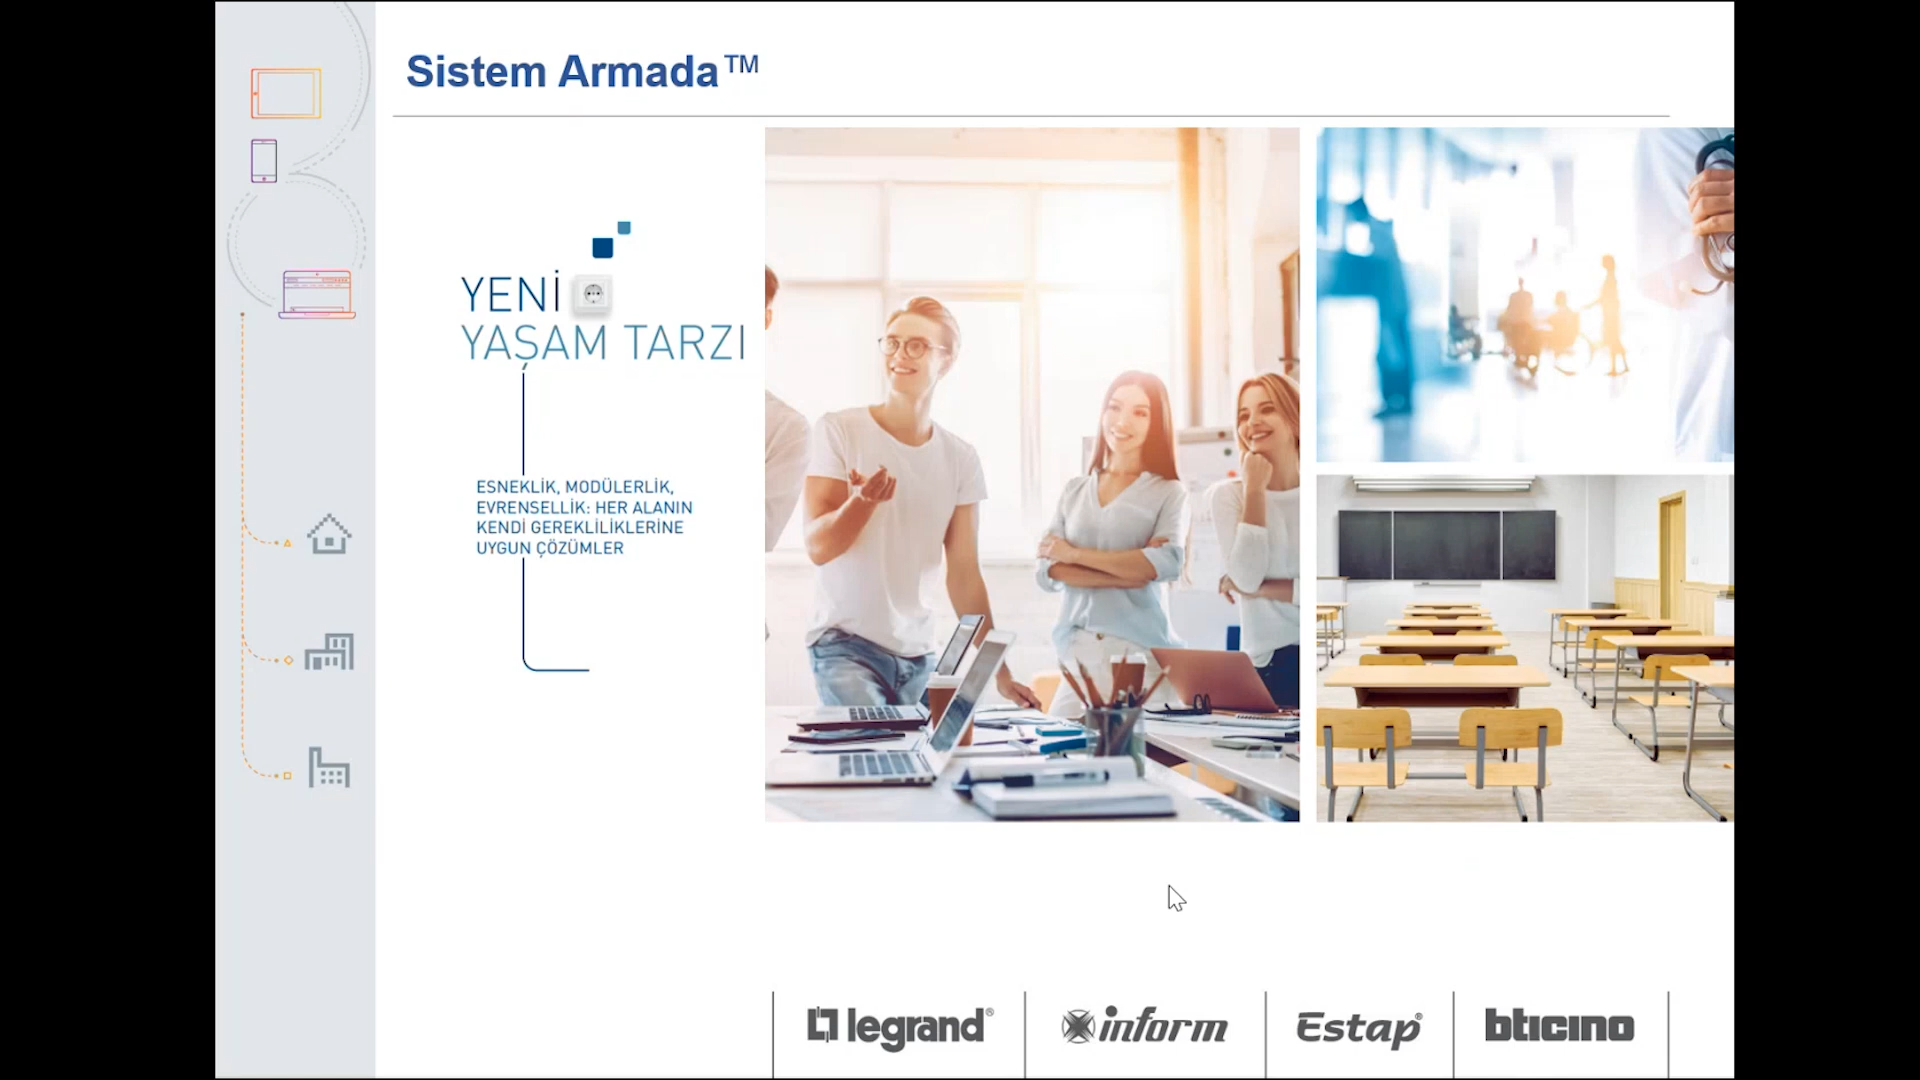 Sistem Armada™
YENİ
YAŞAM TARZI
ESNEKLİK, MODÜLERLİK,
EVRENSELLİK: HER ALANIN
KENDİ GEREKLİLİKLERİNE
UYGUN ÇÖZÜMLER
legrand®
inform
Estap®
bticino